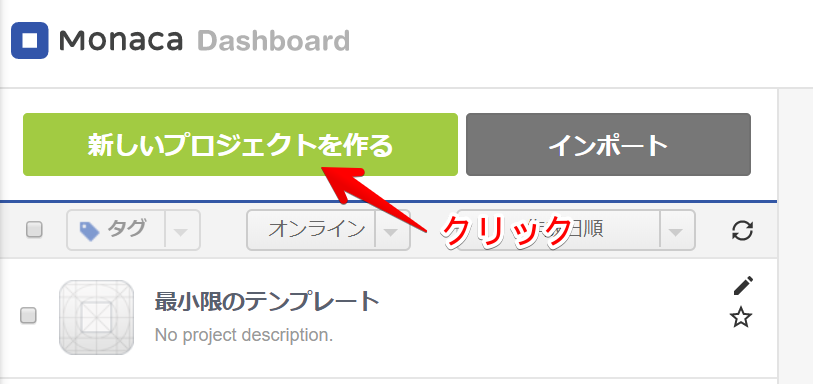 Monaca Dashboard
新しいプロジェクトを作る インポート
タグ オンライン 日順
クリック
最小限のテンプレート
No project description.